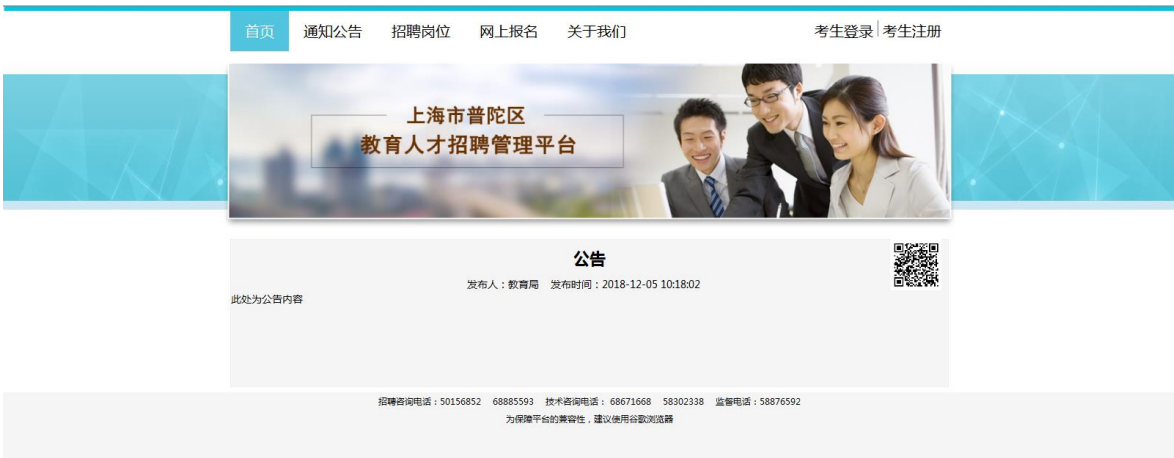 首页 通知公告 招聘岗位 网上报名 关于我们 考生登录 考生注册
上海市普陀区
教育人才招聘管理平台
公告
发布人：教育局 发布时间：2018-12-05 10:18:02
此处为公告内容
招聘咨询电话：50156852 68885593 技术咨询电话： 68671668 58302338 监督电话：58876592
为保障平台的兼容性，建议使用谷歌浏览器